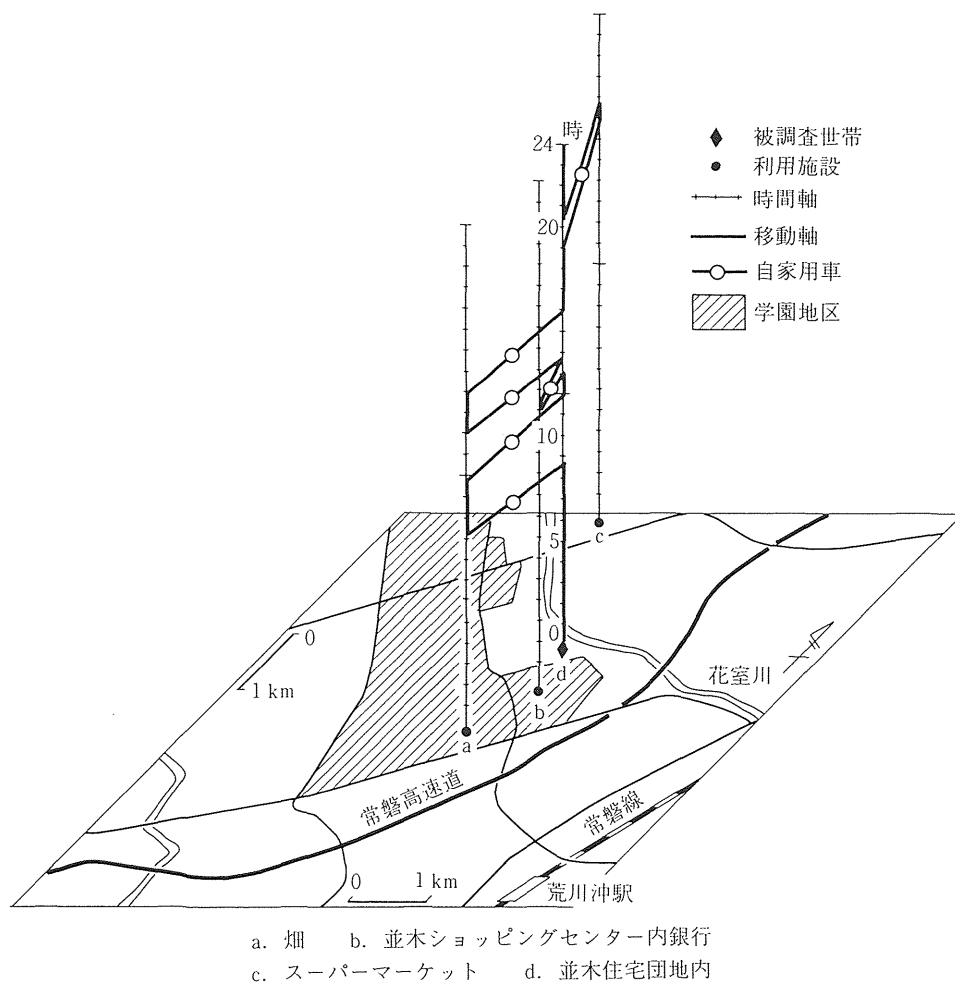 時
24
20
10
5
0
被調査世帯
利用施設
時間軸
移動軸
自家用車
学園地区
a
b
c
d
0
1 km
花室川
常磐高速道
常磐線
0 1 km
荒川沖駅
a. 畑 b. 並木ショッピングセンター内銀行
c. スーパーマーケット d. 並木住宅団地内